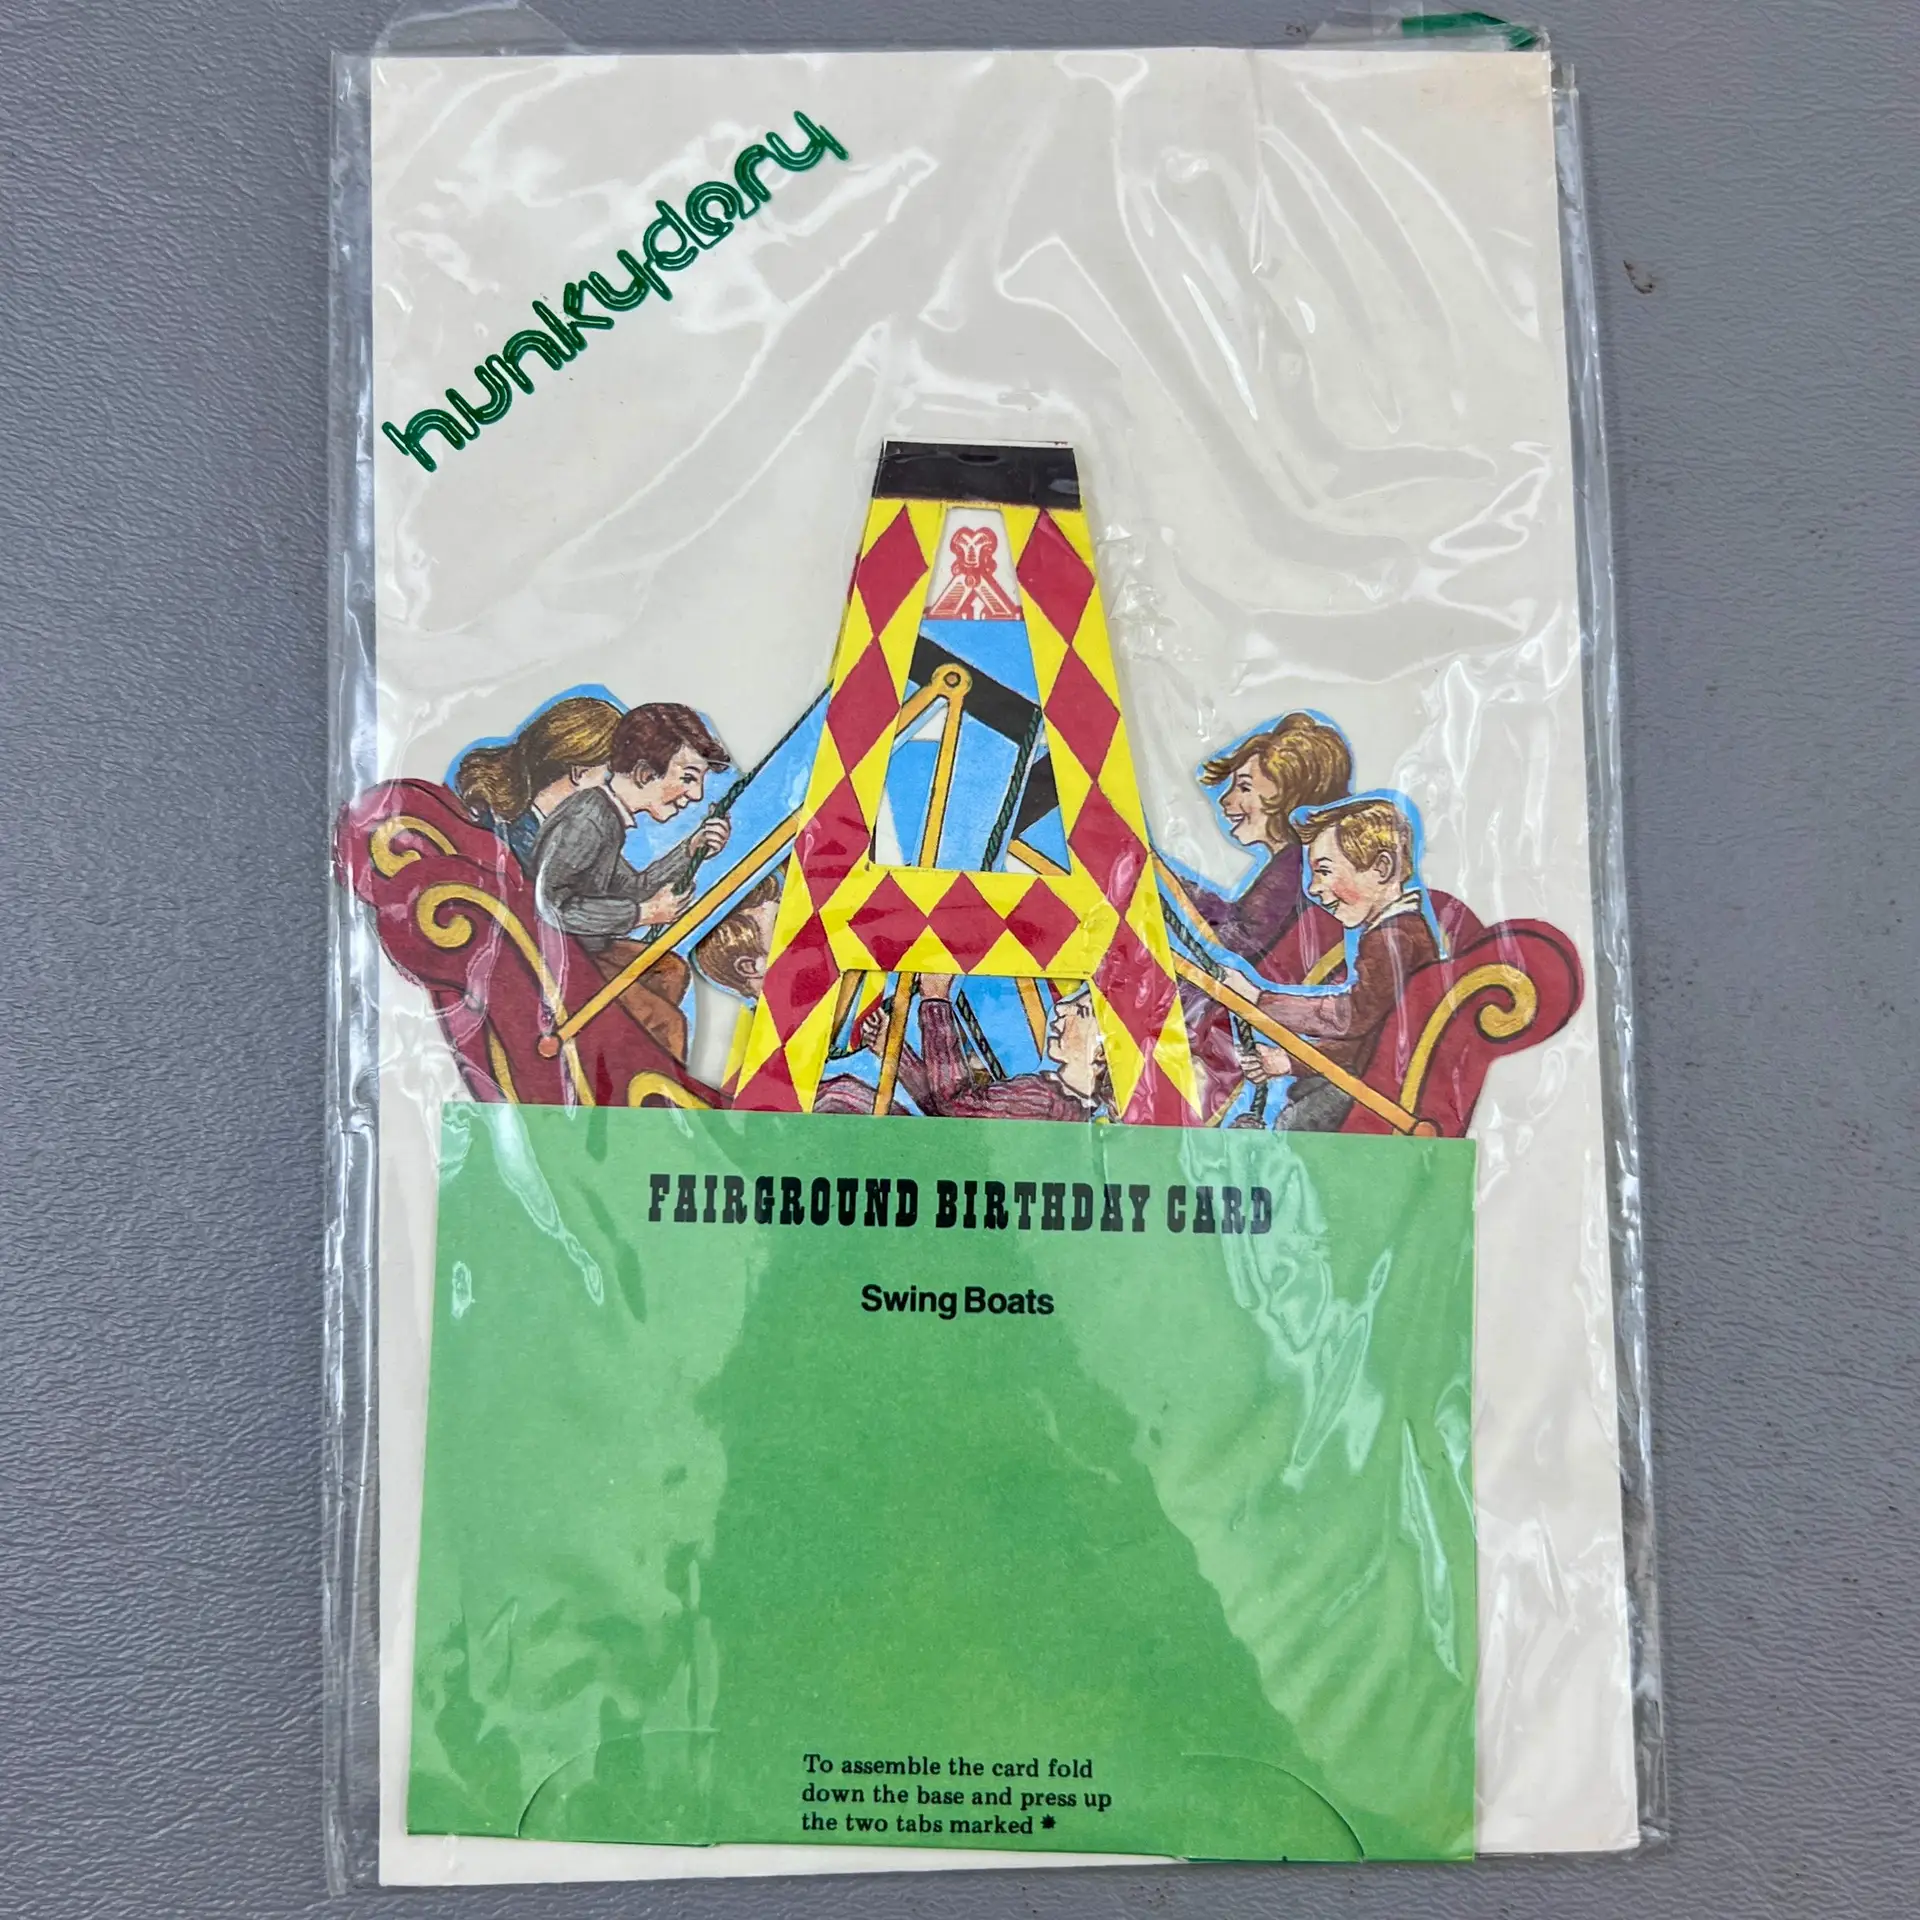 hunkydory
FAIRGROUND BIRTHDAY CARD
Swing Boats
To assemble the card fold
down the base and press up
the two tabs marked *